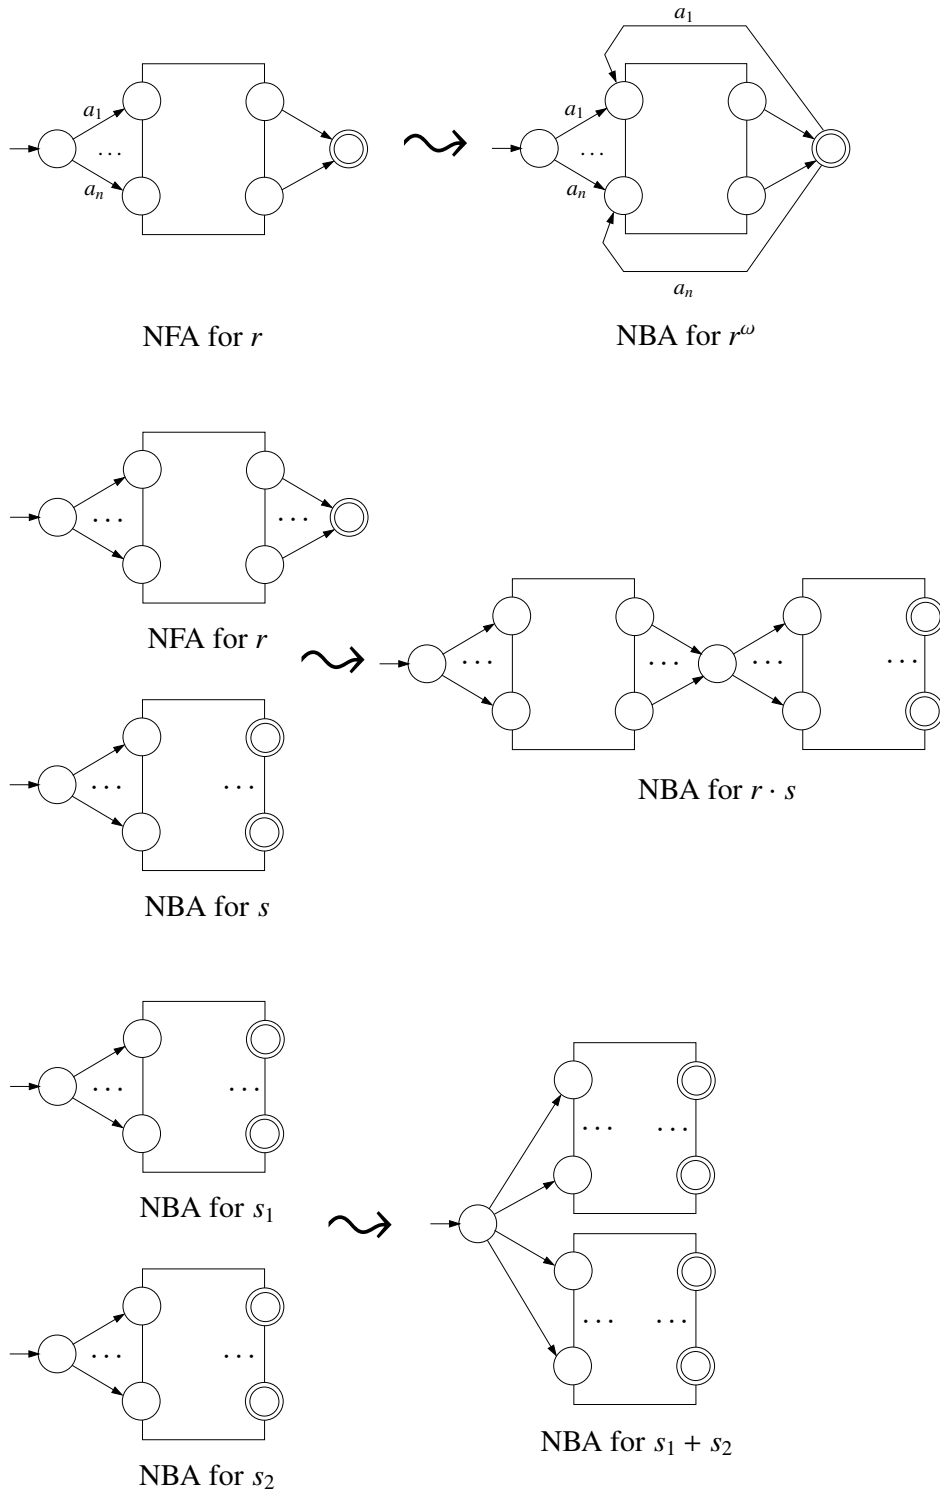 a₁
a₁
...
aₙ
a₁
...
aₙ
aₙ
NFA for r
NBA for r^ω
...
...
NFA for r
...
...
...
...
...
...
NBA for r · s
NBA for s
...
...
...
...
NBA for s₁
...
...
...
...
NBA for s₁ + s₂
NBA for s₂